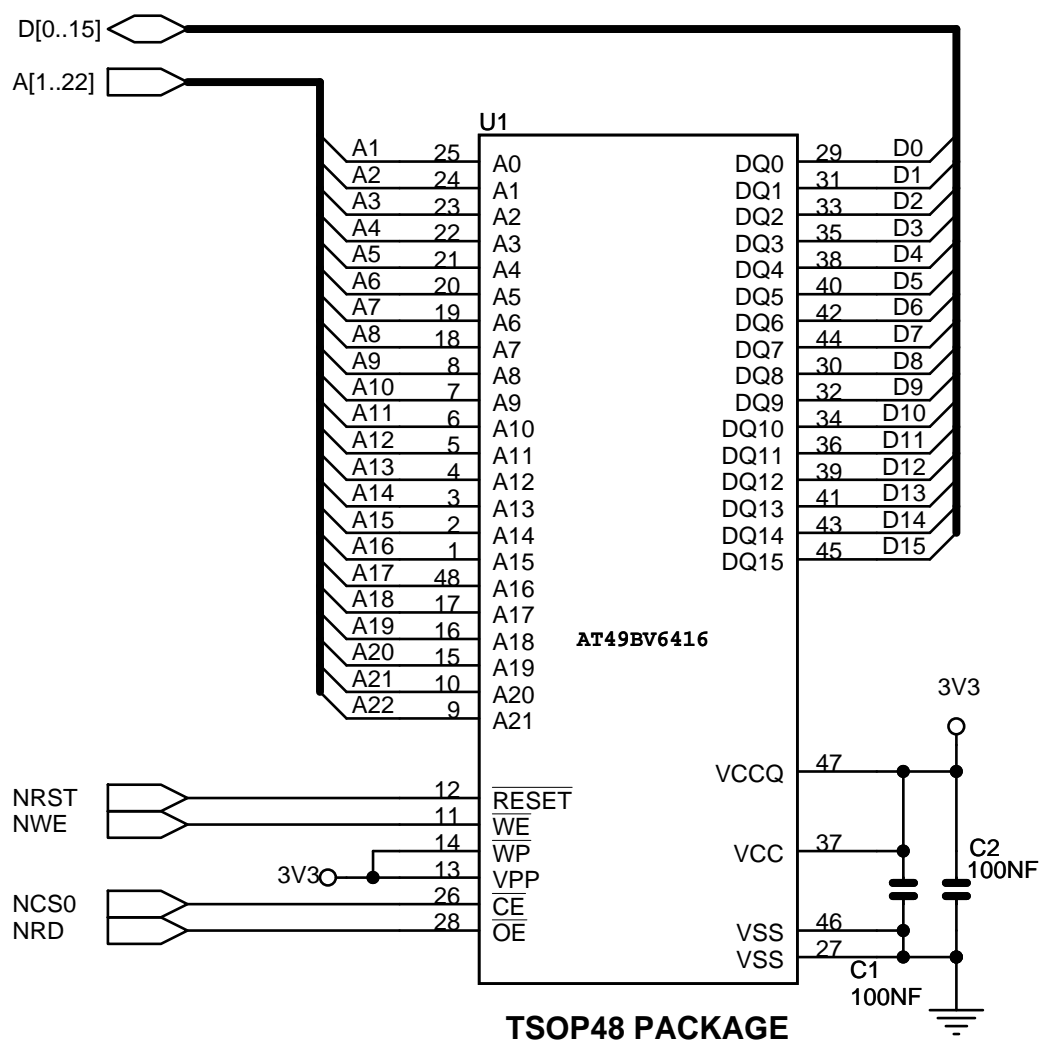 D[0..15]
A[1..22]
U1
A1 25 A0 DQ0 29 D0
A2 24 A1 DQ1 31 D1
A3 23 A2 DQ2 33 D2
A4 22 A3 DQ3 35 D3
A5 21 A4 DQ4 38 D4
A6 20 A5 DQ5 40 D5
A7 19 A6 DQ6 42 D6
A8 18 A7 DQ7 44 D7
A9 8 A8 DQ8 30 D8
A10 7 A9 DQ9 32 D9
A11 6 A10 DQ10 34 D10
A12 5 A11 DQ11 36 D11
A13 4 A12 DQ12 39 D12
A14 3 A13 DQ13 41 D13
A15 2 A14 DQ14 43 D14
A16 1 A15 DQ15 45 D15
A17 48 A16
A18 17 A17
A19 16 A18 AT49BV6416
A20 15 A19
A21 10 A20
A22 9 A21
3V3
VCCQ 47
NRST 12 RESET
NWE 11 WE
14 WP VCC 37 C2
3V3 13 VPP 100NF
NCS0 26 CE
NRD 28 OE VSS 46
VSS 27
C1
100NF
TSOP48 PACKAGE